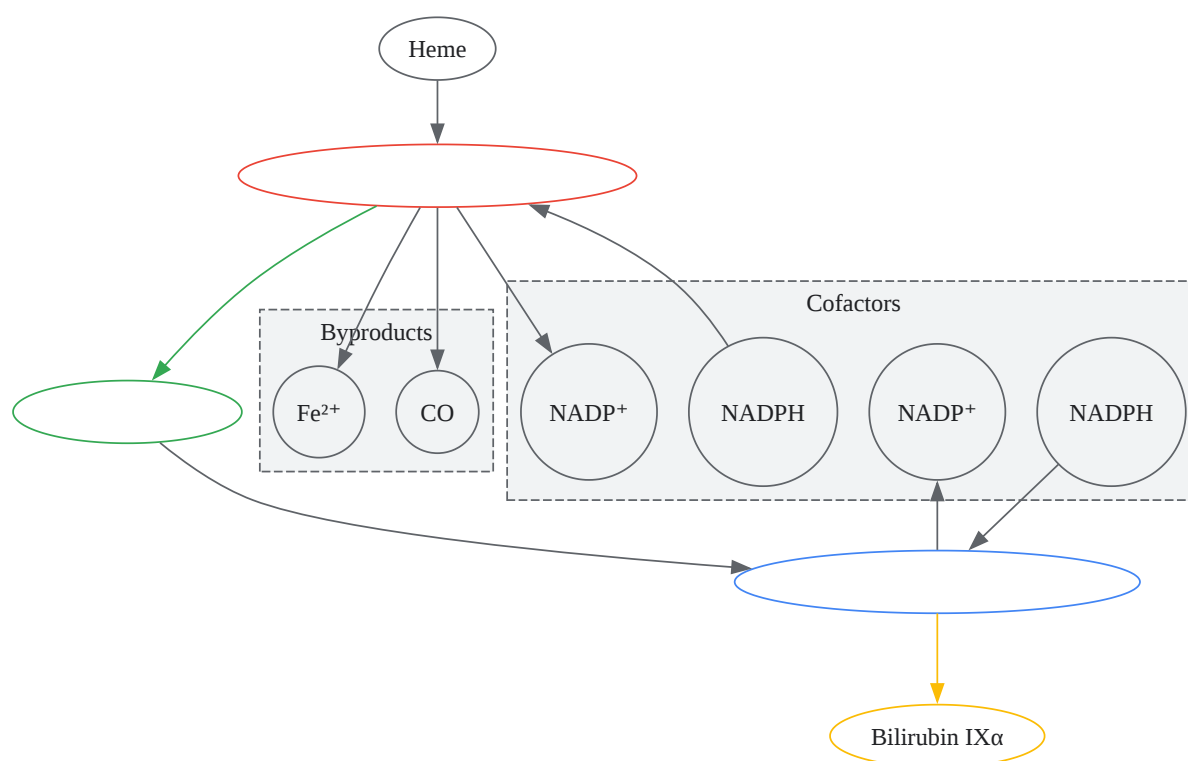 Heme
Cofactors
Byproducts
Fe²⁺
CO
NADP⁺
NADPH
NADP⁺
NADPH
Bilirubin IXα